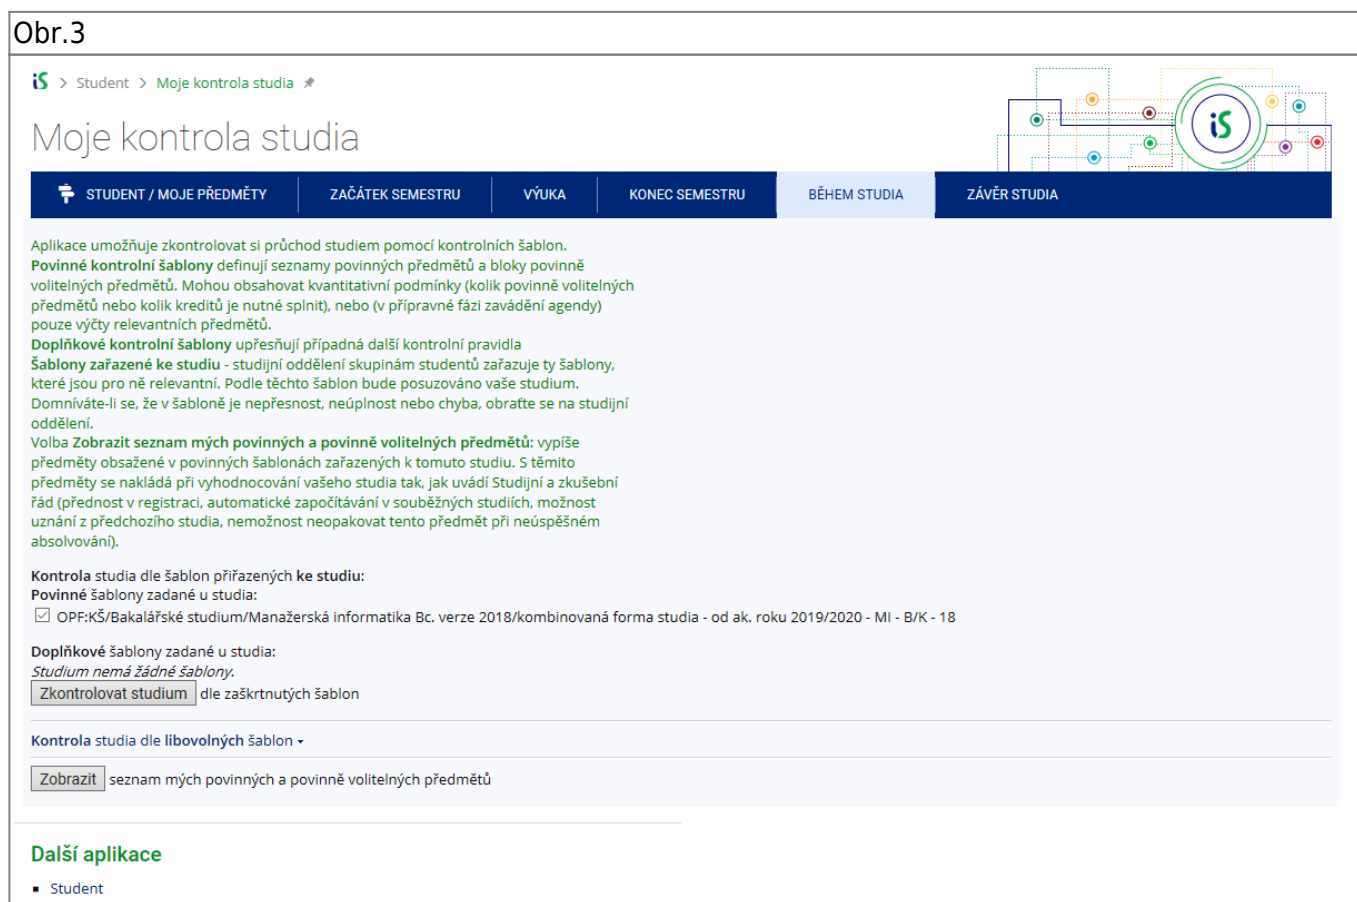 Obr.3
iS > Student > Moje kontrola studia
iS
Moje kontrola studia
STUDENT / MOJE PŘEDMĚTY ZAČÁTEK SEMESTRU VÝUKA KONEC SEMESTRU BĚHEM STUDIA ZÁVĚR STUDIA
Aplikace umožňuje zkontrolovat si průchod studiem pomocí kontrolních šablon.
Povinné kontrolní šablony definují seznamy povinných předmětů a bloky povinně
volitelných předmětů. Mohou obsahovat kvantitativní podmínky (kolik povinně volitelných
předmětů nebo kolik kreditů je nutné splnit), nebo (v přípravné fázi zavádění agendy)
pouze výčty relevantních předmětů.
Doplňkové kontrolní šablony upřesňují případná další kontrolní pravidla
Šablony zařazené ke studiu - studijní oddělení skupinám studentů zařazuje ty šablony,
které jsou pro ně relevantní. Podle těchto šablon bude posuzováno vaše studium.
Domníváte-li se, že v šabloně je nepřesnost, neúplnost nebo chyba, obraťte se na studijní
oddělení.
Volba Zobrazit seznam mých povinných a povinně volitelných předmětů: vypíše
předměty obsažené v povinných šablonách zařazených k tomuto studiu. S těmito
předměty se nakládá při vyhodnocování vašeho studia tak, jak uvádí Studijní a zkušební
řád (přednost v registraci, automatické započítávání v souběžných studiích, možnost
uznání z předchozího studia, nemožnost neopakovat tento předmět při neúspěšném
absolvování).
Kontrola studia dle šablon přiřazených ke studiu:
Povinné šablony zadané u studia:
OPF:KŠ/Bakalářské studium/Manažerská informatika Bc. verze 2018/kombinovaná forma studia - od ak. roku 2019/2020 - MI - B/K - 18
Doplňkové šablony zadané u studia:
Studium nemá žádné šablony.
Zkontrolovat studium dle zaškrtnutých šablon
Kontrola studia dle libovolných šablon
Zobrazit seznam mých povinných a povinně volitelných předmětů
Další aplikace
Student